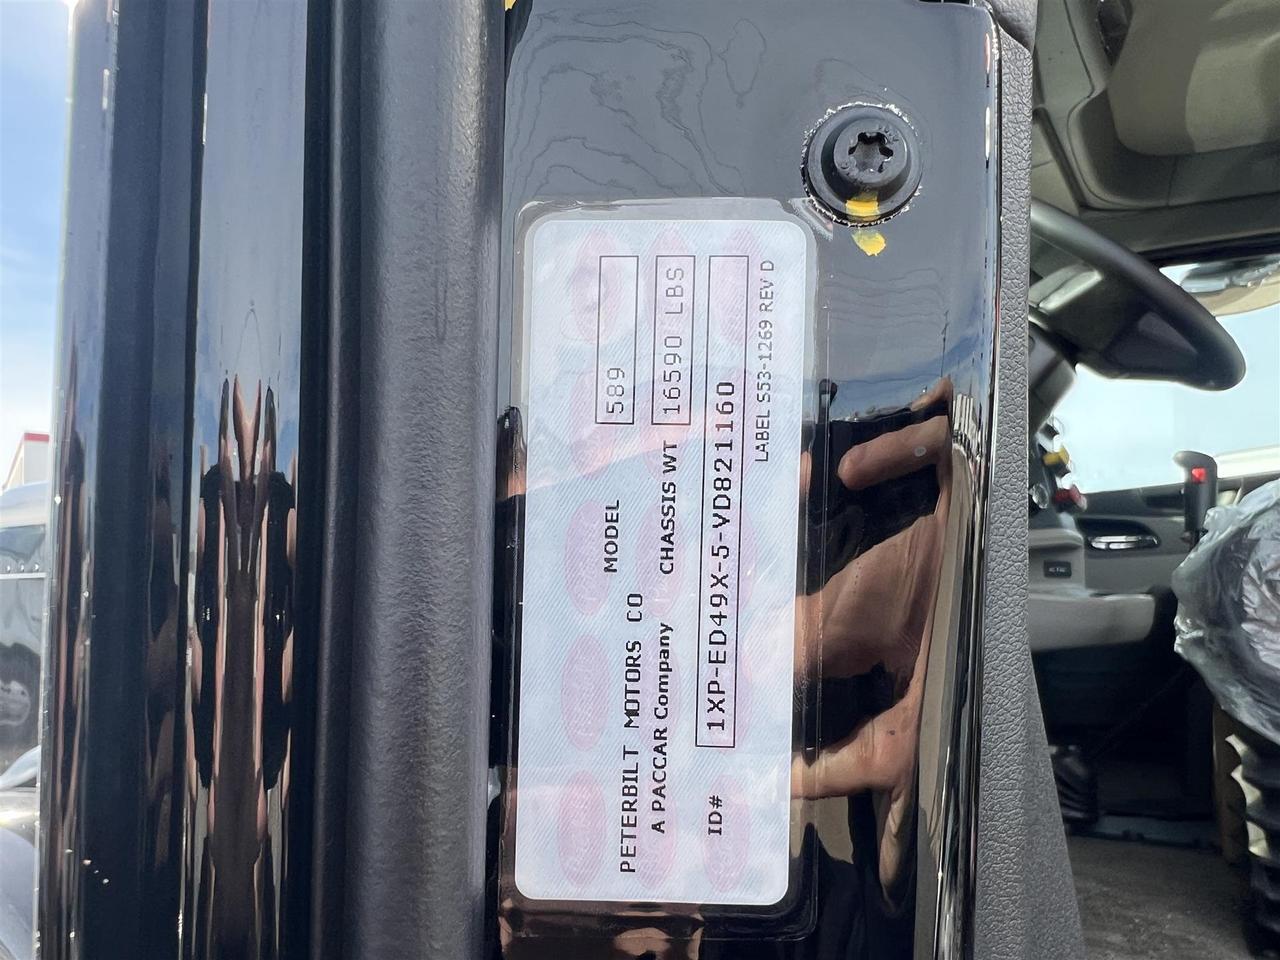 PETERBILT MOTORS CO MODEL 589
A PACCAR Company CHASSIS WT 16590 LBS
ID# 1XP-ED49X-5-VD821160
LABEL S53-1269 REV D